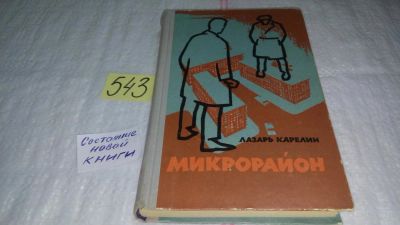 543
Состояние
новой
книги
ЛАЗАРЬ КАРЕЛИН
МИКРОРАЙОН